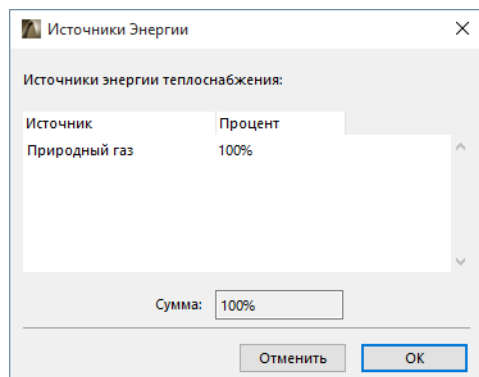 Источники Энергии
Источники энергии теплоснабжения:
Источник Процент
Природный газ 100%
Сумма: 100%
Отменить OK